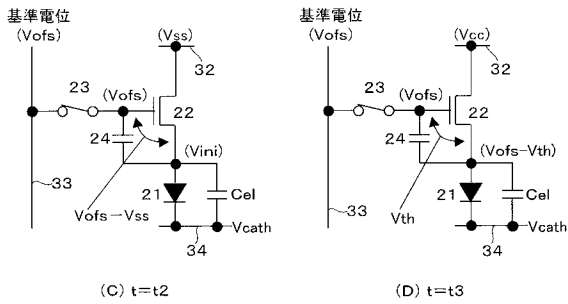 基準電位
(Vofs)
(Vss)
32
23
(Vofs)
22
24
(Vini)
33
Vofs−Vss
21
Cel
Vcath
34
(C) t=t2
基準電位
(Vofs)
(Vcc)
32
23
(Vofs)
22
24
(Vofs−Vth)
33
Vth
21
Cel
Vcath
34
(D) t=t3